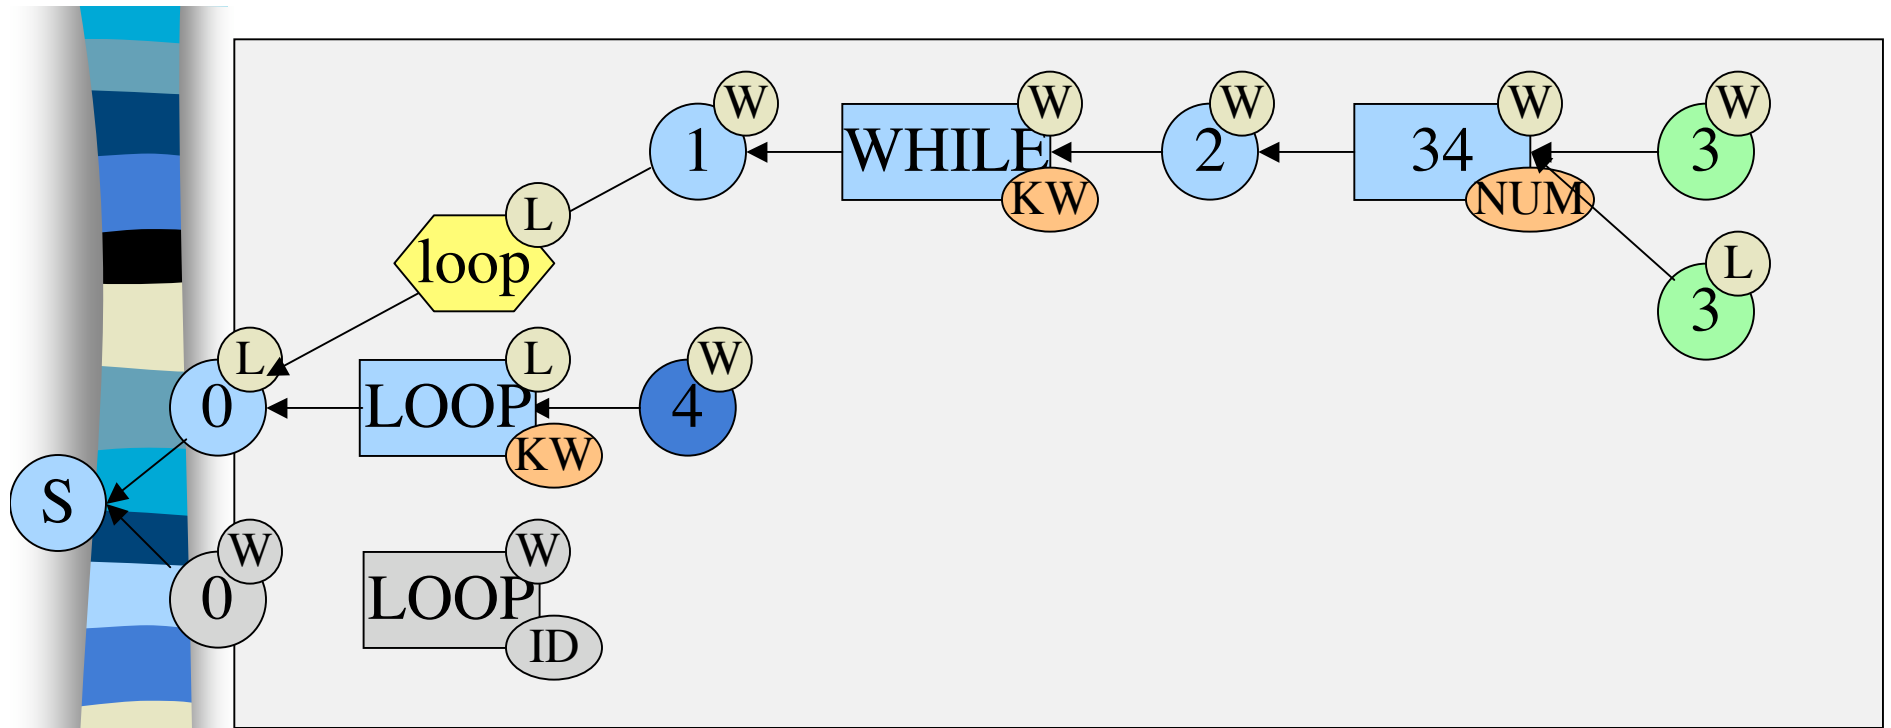 W W W W W
1 WHILE 2 34 3
KW NUM
L
loop
L
3
L L W
0 LOOP 4
KW
S
W W
0 LOOP
ID